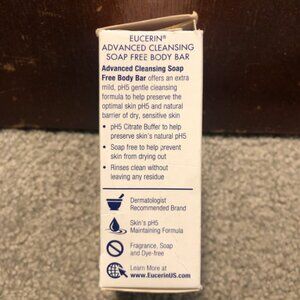 EUCERIN®
ADVANCED CLEANSING
SOAP FREE BODY BAR
Advanced Cleansing Soap
Free Body Bar offers an extra
mild, pH5 gentle cleansing
formula to help preserve the
optimal skin pH5 and natural
barrier of dry, sensitive skin
• pH5 Citrate Buffer to help
preserve skin's natural pH5
• Soap free to help prevent
skin from drying out
• Rinses clean without
leaving any residue
Dermatologist
Recommended Brand
Skin's pH5
Maintaining Formula
Fragrance, Soap
and Dye-free
Learn More at
www.EucerinUS.com